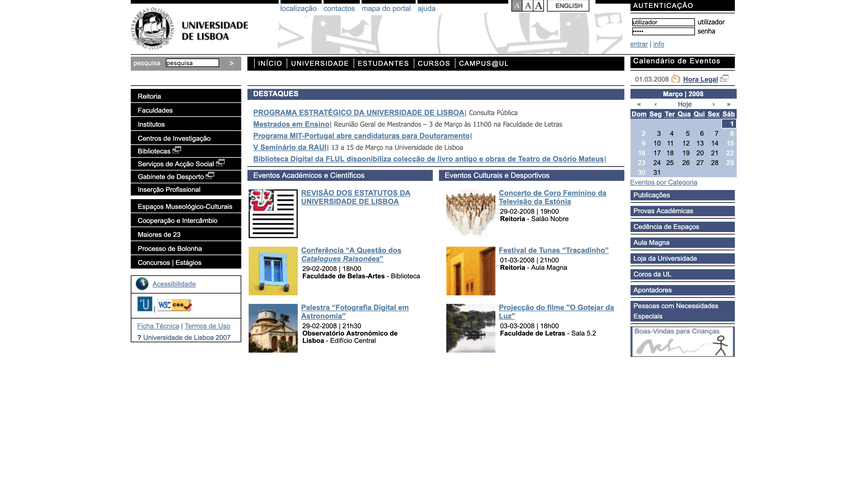 localização contactos mapa do portal ajuda
A A A ENGLISH
UNIVERSIDADE
DE LISBOA
AUTENTICAÇÃO
utilizador utilizador
senha
entrar | info
pesquisa pesquisa >
INÍCIO | UNIVERSIDADE | ESTUDANTES | CURSOS | CAMPUS@UL
Calendário de Eventos
01.03.2008 Hora Legal
Reitoria
Faculdades
Institutos
Centros de Investigação
Bibliotecas
Serviços de Acção Social
Gabinete de Desporto
Inserção Profissional
Espaços Museológico-Culturais
Cooperação e Intercâmbio
Maiores de 23
Processo de Bolonha
Concursos | Estágios
Acessibilidade
U | W3C css
Ficha Técnica | Termos de Uso
? Universidade de Lisboa 2007
DESTAQUES
PROGRAMA ESTRATÉGICO DA UNIVERSIDADE DE LISBOA| Consulta Pública
Mestrados em Ensino| Reunião Geral de Mestrandos – 3 de Março às 11h00 na Faculdade de Letras
Programa MIT-Portugal abre candidaturas para Doutoramento|
V Seminário da RAUI| 13 a 15 de Março na Universidade de Lisboa
Biblioteca Digital da FLUL disponibiliza colecção de livro antigo e obras de Teatro de Osório Mateus|
Eventos Académicos e Científicos
REVISÃO DOS ESTATUTOS DA
UNIVERSIDADE DE LISBOA
Conferência “A Questão dos
Catalogues Raisonées”
29-02-2008 | 18h00
Faculdade de Belas-Artes - Biblioteca
Palestra “Fotografia Digital em
Astronomia”
29-02-2008 | 21h30
Observatório Astronómico de
Lisboa - Edifício Central
Eventos Culturais e Desportivos
Concerto de Coro Feminino da
Televisão da Estónia
29-02-2008 | 19h00
Reitoria - Salão Nobre
Festival de Tunas “Traçadinho”
01-03-2008 | 21h00
Reitoria - Aula Magna
Projecção do filme "O Gotejar da
Luz"
03-03-2008 | 18h00
Faculdade de Letras - Sala 5.2
Março | 2008
« ‹ Hoje › »
Dom Seg Ter Qua Qui Sex Sáb
1
2 3 4 5 6 7 8
9 10 11 12 13 14 15
16 17 18 19 20 21 22
23 24 25 26 27 28 29
30 31
Eventos por Categoria
Publicações
Provas Académicas
Cedência de Espaços
Aula Magna
Loja da Universidade
Coros da UL
Apontadores
Pessoas com Necessidades
Especiais
Boas-Vindas para Crianças